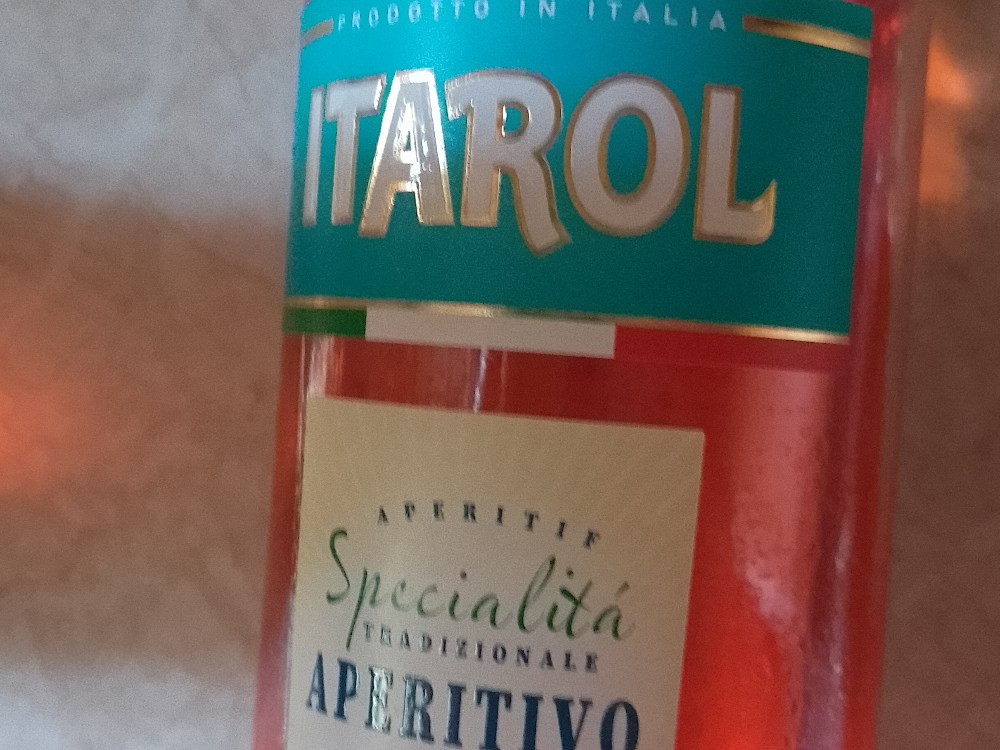 PRODOTTO IN ITALIA
ITAROL
APERITIF
Specialitá
TRADIZIONALE
APERITIVO